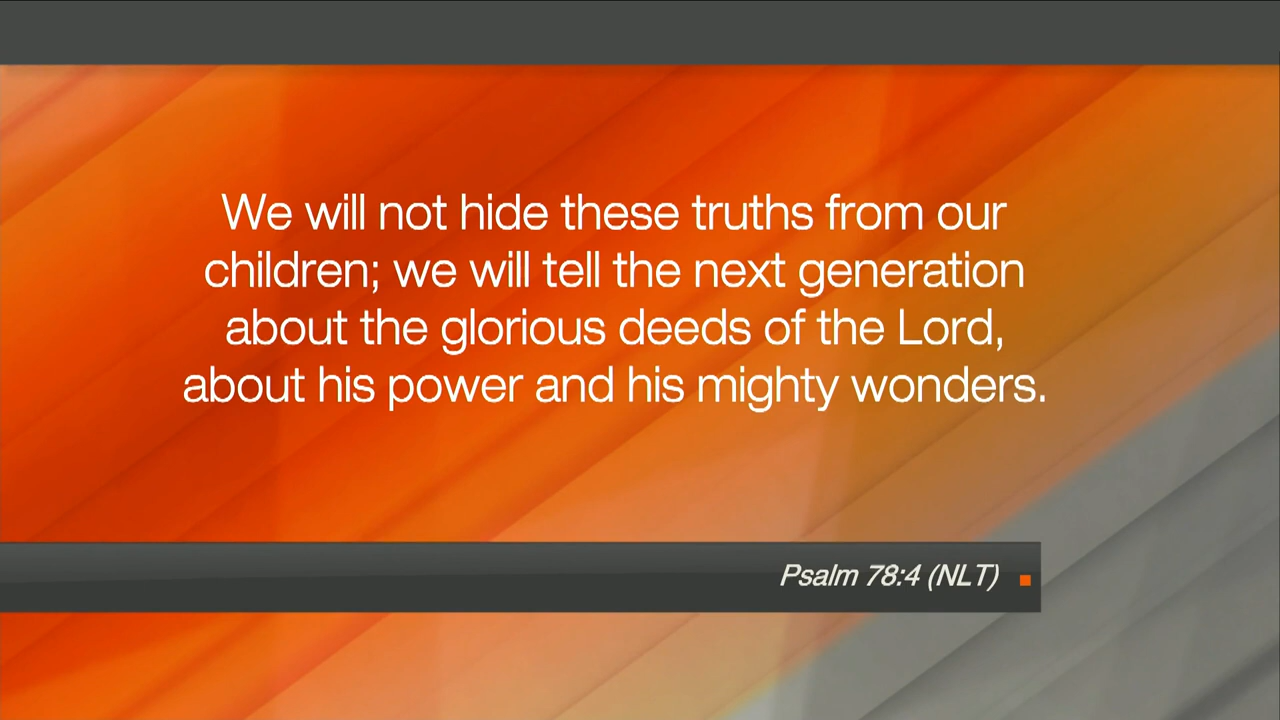 We will not hide these truths from our
children; we will tell the next generation
about the glorious deeds of the Lord,
about his power and his mighty wonders.
Psalm 78:4 (NLT)